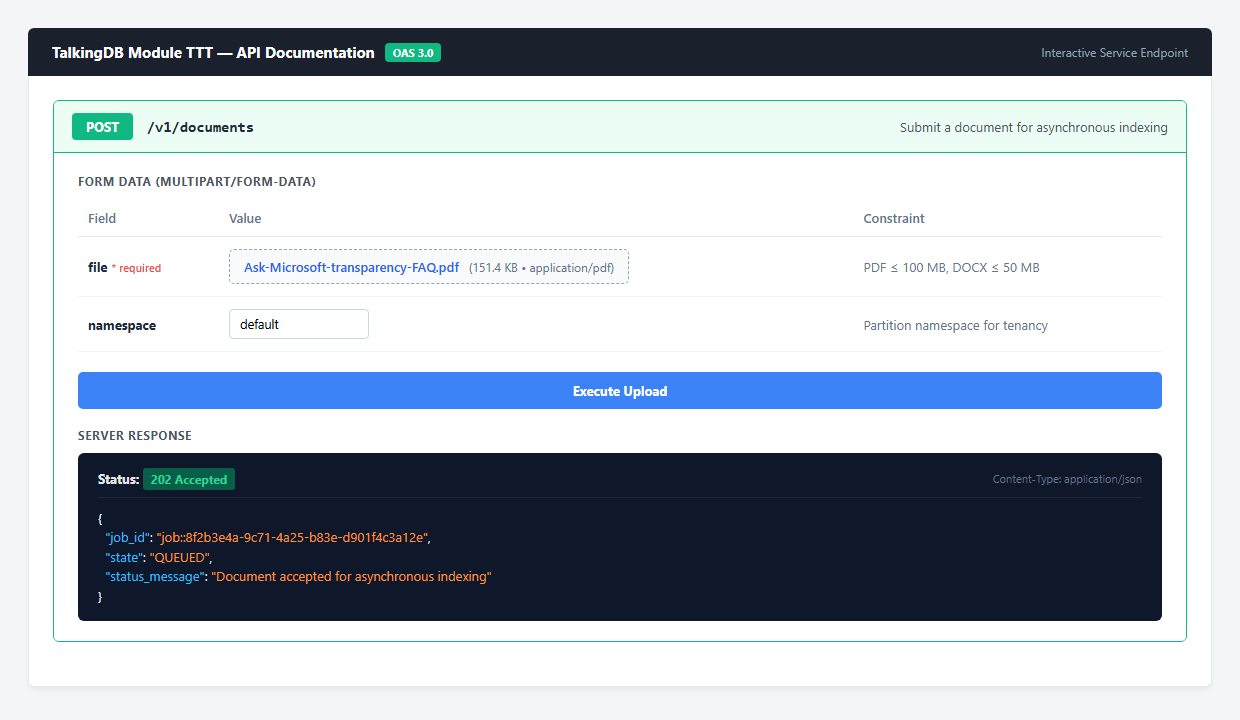 TalkingDB Module TTT — API Documentation OAS 3.0 Interactive Service Endpoint
POST /v1/documents Submit a document for asynchronous indexing
FORM DATA (MULTIPART/FORM-DATA)
Field Value Constraint
file * required Ask-Microsoft-transparency-FAQ.pdf (151.4 KB • application/pdf) PDF ≤ 100 MB, DOCX ≤ 50 MB
namespace default Partition namespace for tenancy
Execute Upload
SERVER RESPONSE
Status: 202 Accepted Content-Type: application/json
{
"job_id": "job::8f2b3e4a-9c71-4a25-b83e-d901f4c3a12e",
"state": "QUEUED",
"status_message": "Document accepted for asynchronous indexing"
}